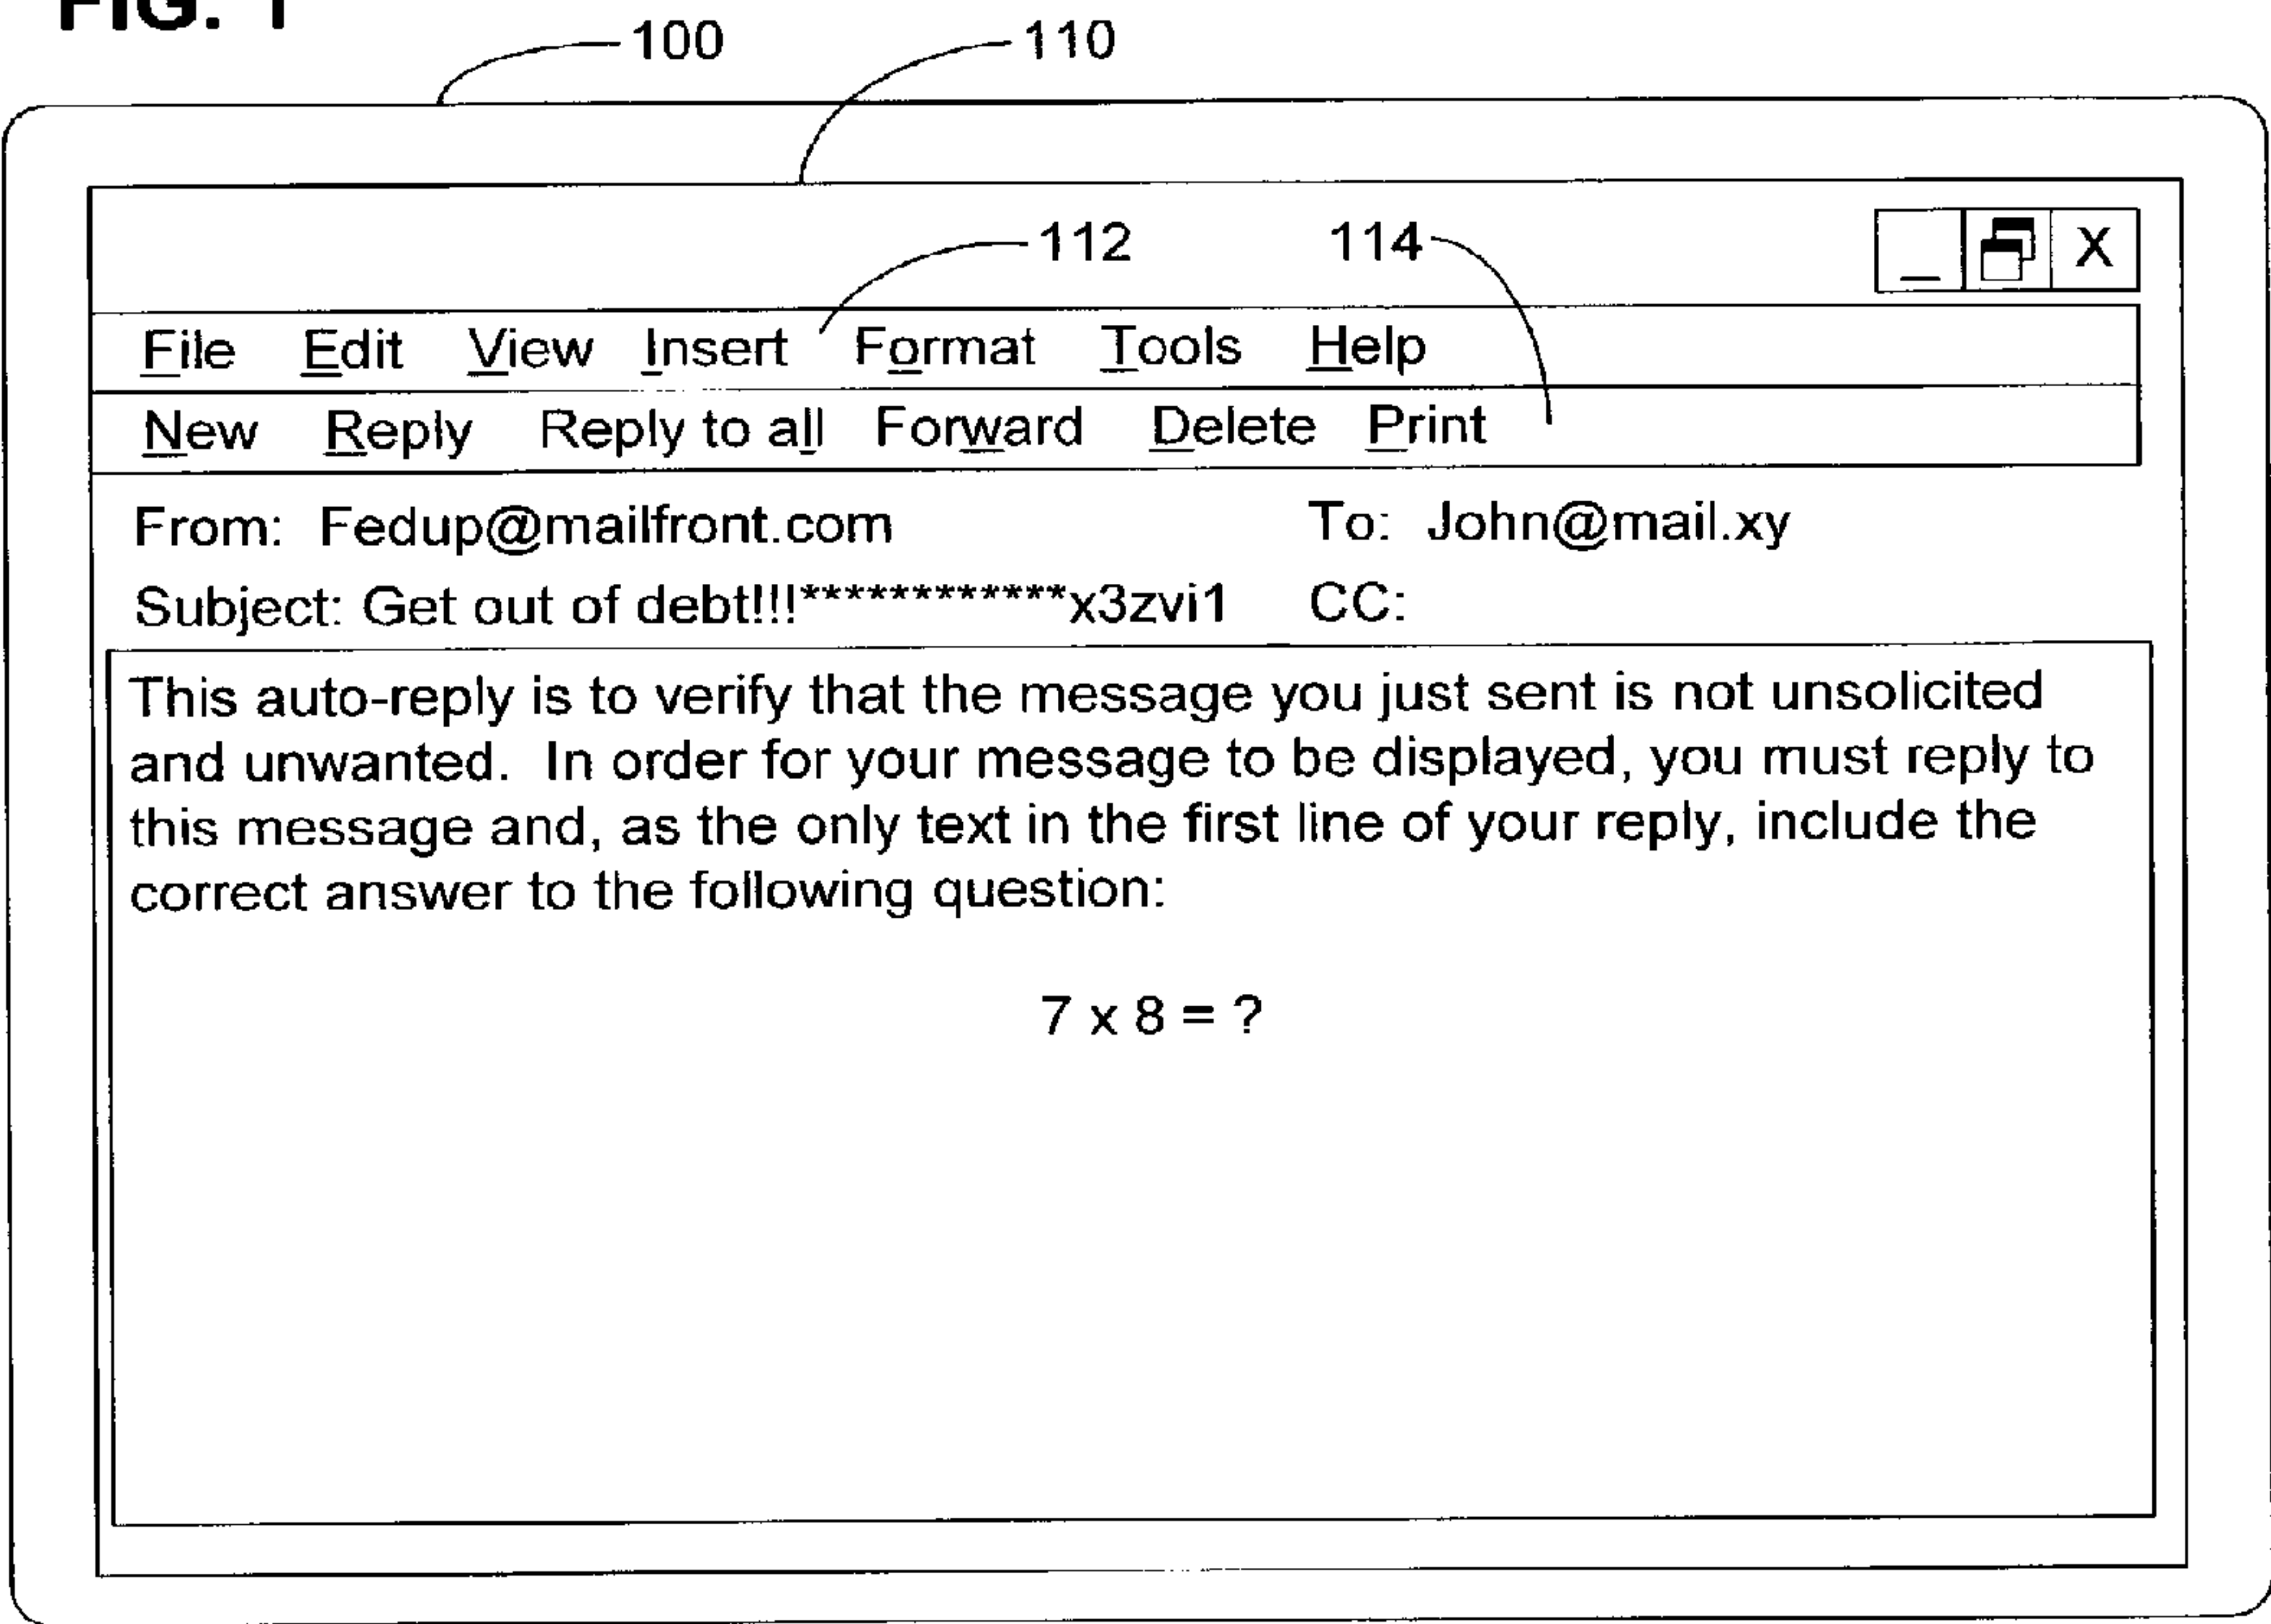 FIG. 1
100 110
112 114
_ X
File Edit View Insert Format Tools Help
New Reply Reply to all Forward Delete Print
From: Fedup@mailfront.com To: John@mail.xy
Subject: Get out of debt!!!************x3zvi1 CC:
This auto-reply is to verify that the message you just sent is not unsolicited
and unwanted. In order for your message to be displayed, you must reply to
this message and, as the only text in the first line of your reply, include the
correct answer to the following question:
7 x 8 = ?